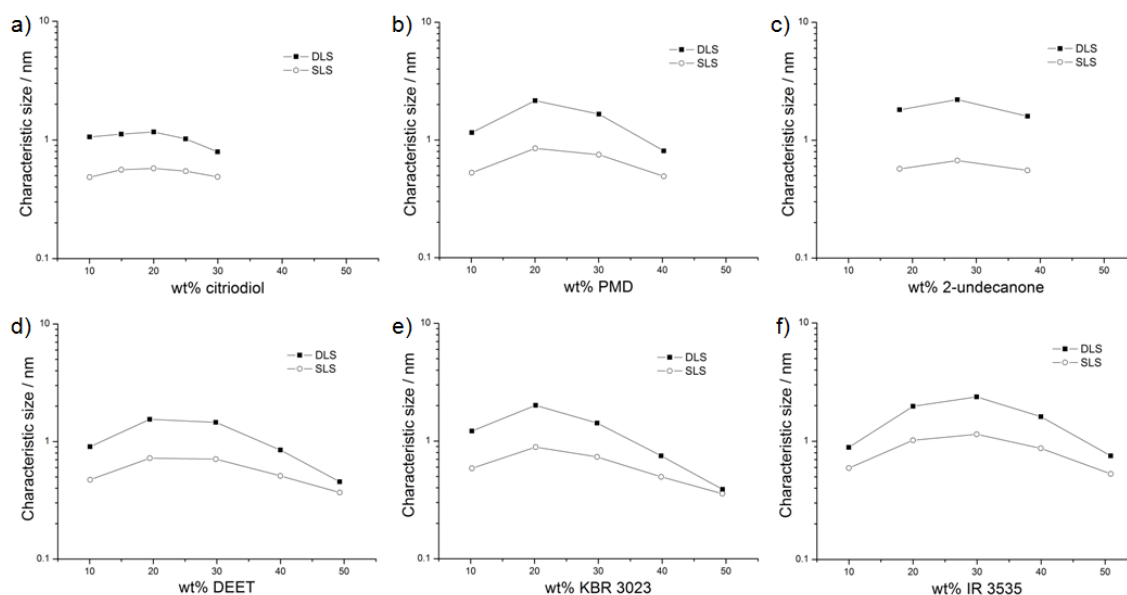 a)
Characteristic size / nm
10
1
0.1
DLS
SLS
10 20 30 40 50
wt% citriodiol
b)
Characteristic size / nm
10
1
0.1
DLS
SLS
10 20 30 40 50
wt% PMD
c)
Characteristic size / nm
10
1
0.1
DLS
SLS
10 20 30 40 50
wt% 2-undecanone
d)
Characteristic size / nm
10
1
0.1
DLS
SLS
10 20 30 40 50
wt% DEET
e)
Characteristic size / nm
10
1
0.1
DLS
SLS
10 20 30 40 50
wt% KBR 3023
f)
Characteristic size / nm
10
1
0.1
DLS
SLS
10 20 30 40 50
wt% IR 3535